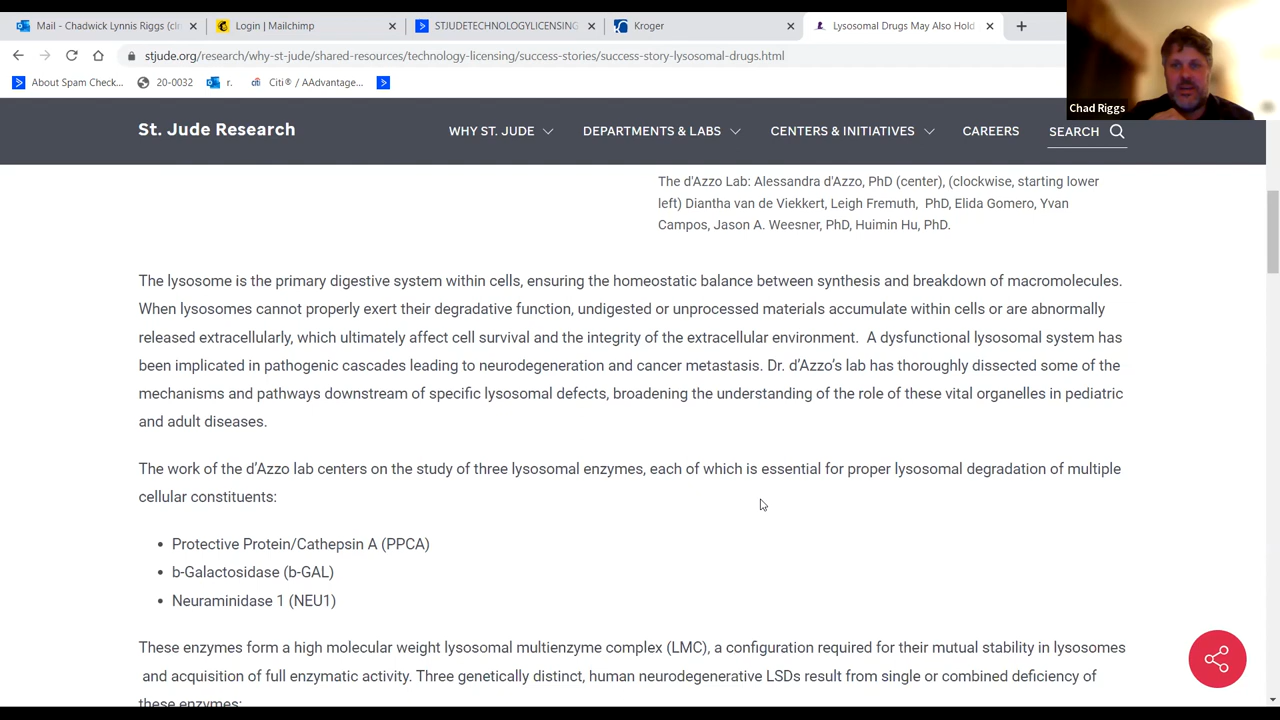 Mail - Chadwick Lynnis Riggs (clr
Login | Mailchimp
STJUDETECHNOLOGYLICENSING
Kroger
Lysosomal Drugs May Also Hold
stjude.org/research/why-st-jude/shared-resources/technology-licensing/success-stories/success-story-lysosomal-drugs.html
About Spam Check...
20-0032
r.
Citi® / AAdvantage...
Chad Riggs
St. Jude Research
WHY ST. JUDE
DEPARTMENTS & LABS
CENTERS & INITIATIVES
CAREERS
SEARCH
The d'Azzo Lab: Alessandra d'Azzo, PhD (center), (clockwise, starting lower
left) Diantha van de Viekkert, Leigh Fremuth,  PhD, Elida Gomero, Yvan
Campos, Jason A. Weesner, PhD, Huimin Hu, PhD.
The lysosome is the primary digestive system within cells, ensuring the homeostatic balance between synthesis and breakdown of macromolecules.
When lysosomes cannot properly exert their degradative function, undigested or unprocessed materials accumulate within cells or are abnormally
released extracellularly, which ultimately affect cell survival and the integrity of the extracellular environment.  A dysfunctional lysosomal system has
been implicated in pathogenic cascades leading to neurodegeneration and cancer metastasis. Dr. d'Azzo's lab has thoroughly dissected some of the
mechanisms and pathways downstream of specific lysosomal defects, broadening the understanding of the role of these vital organelles in pediatric
and adult diseases.
The work of the d'Azzo lab centers on the study of three lysosomal enzymes, each of which is essential for proper lysosomal degradation of multiple
cellular constituents:
• Protective Protein/Cathepsin A (PPCA)
• b-Galactosidase (b-GAL)
• Neuraminidase 1 (NEU1)
These enzymes form a high molecular weight lysosomal multienzyme complex (LMC), a configuration required for their mutual stability in lysosomes
and acquisition of full enzymatic activity. Three genetically distinct, human neurodegenerative LSDs result from single or combined deficiency of
these enzymes: